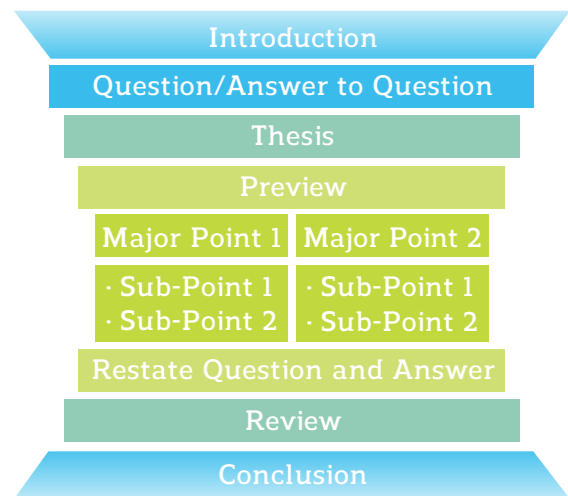 Introduction
Question/Answer to Question
Thesis
Preview
Major Point 1
· Sub-Point 1
· Sub-Point 2
Major Point 2
· Sub-Point 1
· Sub-Point 2
Restate Question and Answer
Review
Conclusion